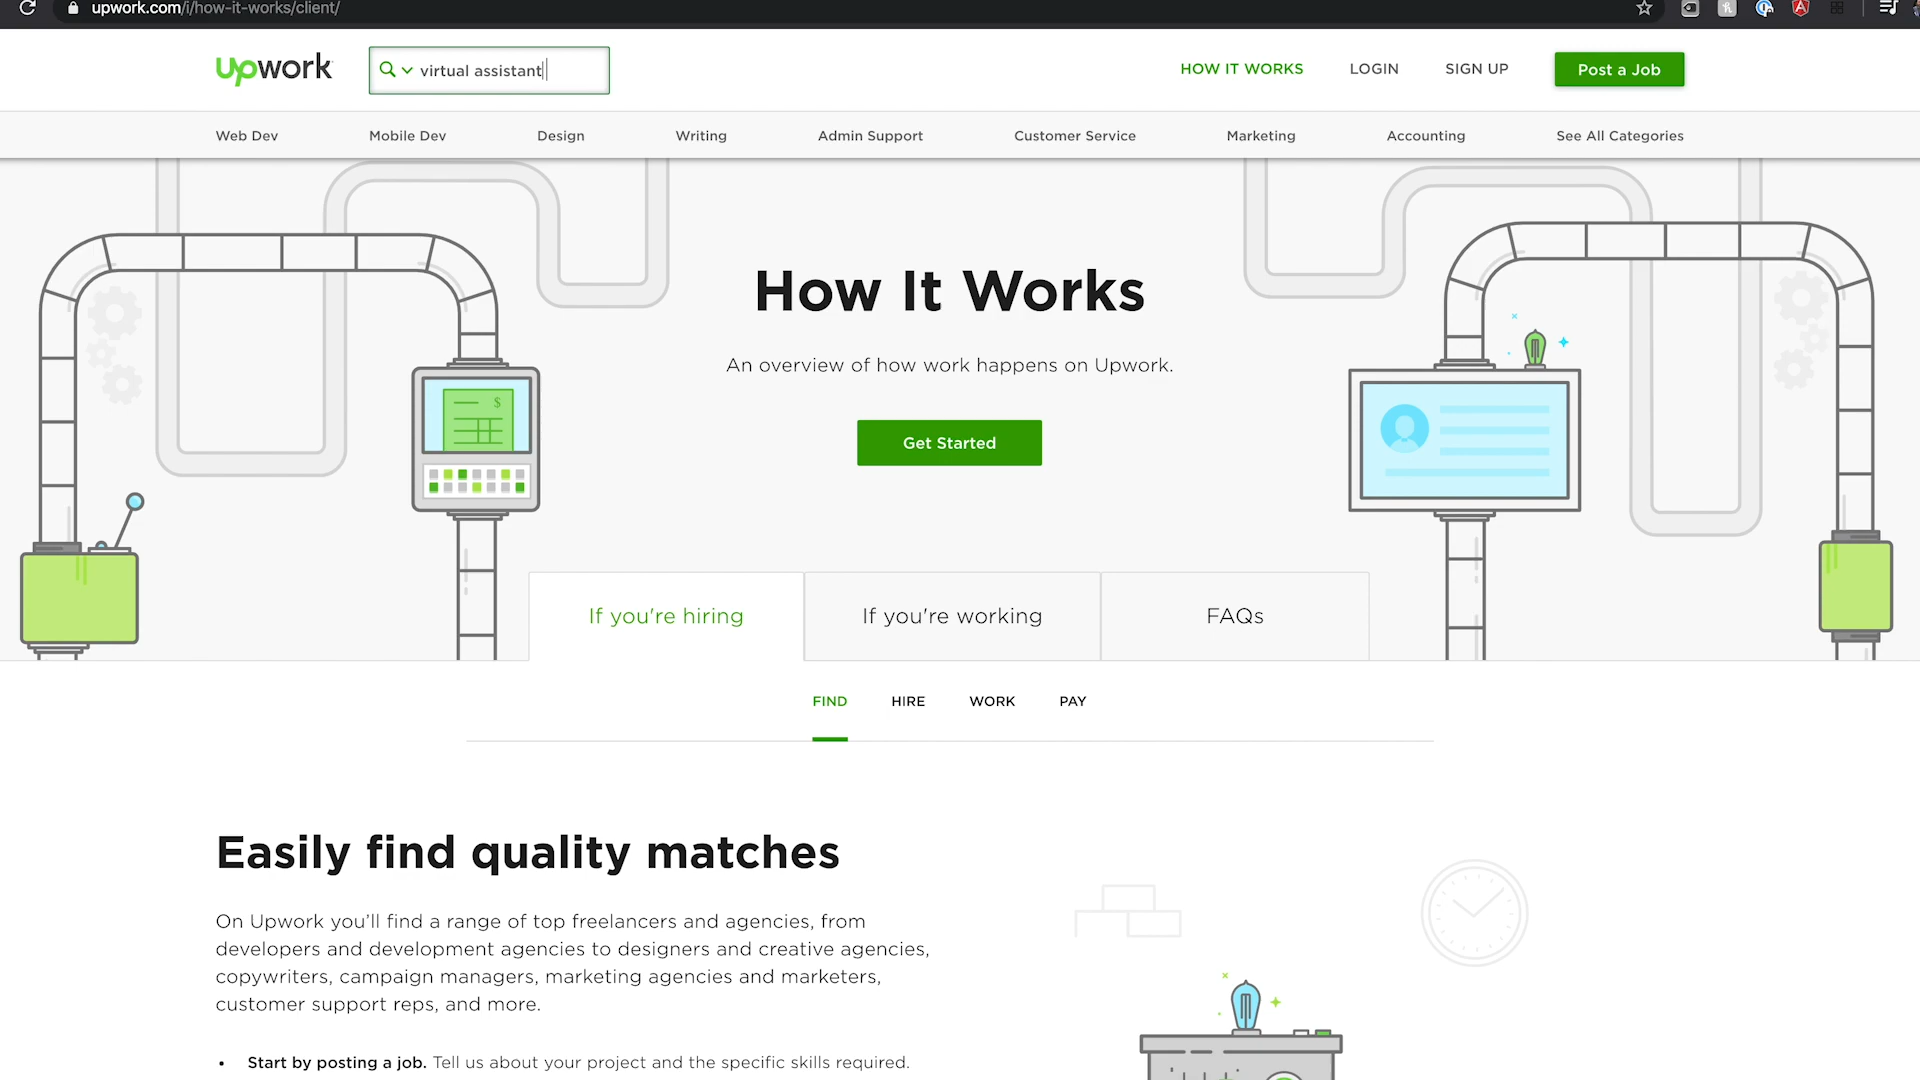 upwork.com/i/how-it-works/client/
upwork
virtual assistant
HOW IT WORKS
LOGIN
SIGN UP
Post a Job
Web Dev
Mobile Dev
Design
Writing
Admin Support
Customer Service
Marketing
Accounting
See All Categories
How It Works
An overview of how work happens on Upwork.
$
Get Started
If you're hiring
If you're working
FAQs
FIND
HIRE
WORK
PAY
Easily find quality matches
On Upwork you’ll find a range of top freelancers and agencies, from
developers and development agencies to designers and creative agencies,
copywriters, campaign managers, marketing agencies and marketers,
customer support reps, and more.
• Start by posting a job. Tell us about your project and the specific skills required.